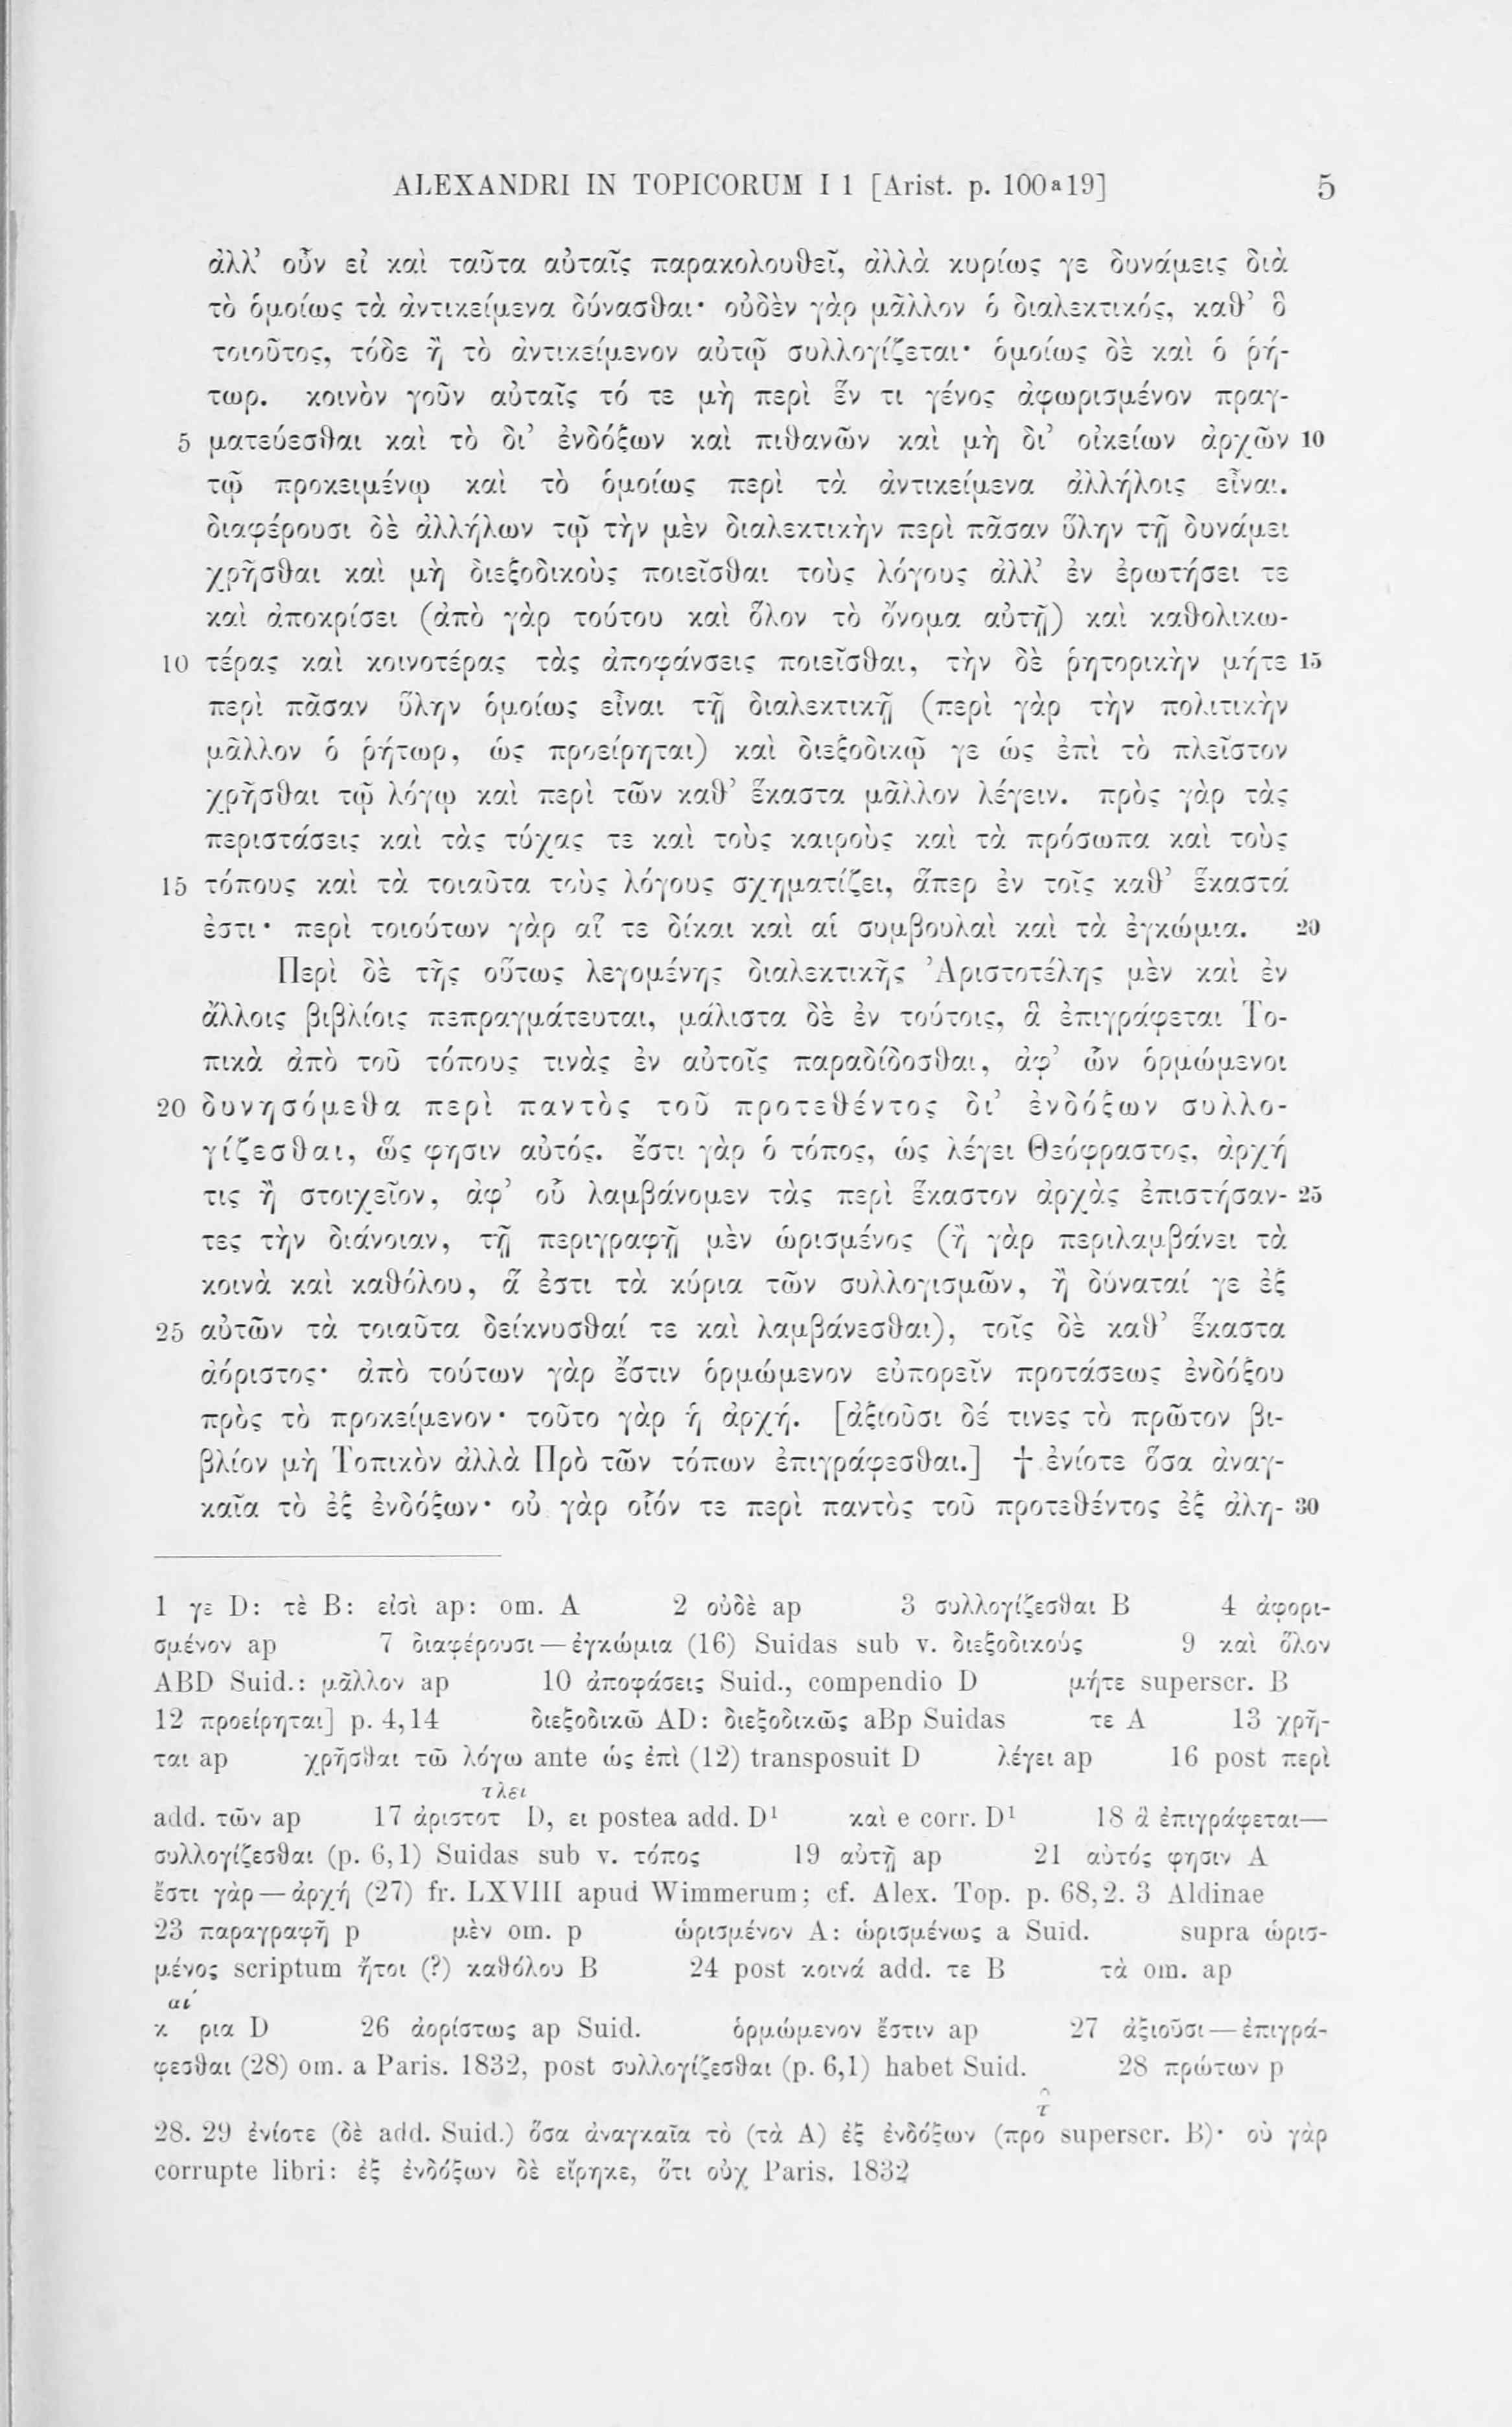 ALEXANDRI IN TOPICORUM I 1 [Arist. p. 100ᵃ19] 5
ἀλλ’ οὖν εἰ καὶ ταῦτα αὐταῖς παρακολουθεῖ, ἀλλὰ κυρίως γε δυνάμεις διὰ
τὸ ὁμοίως τὰ ἀντικείμενα δύνασθαι· οὐδὲν γὰρ μᾶλλον ὁ διαλεκτικός, καθ’ ὃ
τοιοῦτος, τόδε ἢ τὸ ἀντικείμενον αὐτῷ συλλογίζεται· ὁμοίως δὲ καὶ ὁ ῥή-
τωρ. κοινὸν γοῦν αὐταῖς τό τε μὴ περὶ ἕν τι γένος ἀφωρισμένον πραγ-
5 ματεύεσθαι καὶ τὸ δι’ ἐνδόξων καὶ πιθανῶν καὶ μὴ δι’ οἰκείων ἀρχῶν 10
τῷ προκειμένῳ καὶ τὸ ὁμοίως περὶ τὰ ἀντικείμενα ἀλλήλοις εἶναι.
διαφέρουσι δὲ ἀλλήλων τῷ τὴν μὲν διαλεκτικὴν περὶ πᾶσαν ὕλην τῇ δυνάμει
χρῆσθαι καὶ μὴ διεξοδικοὺς ποιεῖσθαι τοὺς λόγους ἀλλ’ ἐν ἐρωτήσει τε
καὶ ἀποκρίσει (ἀπὸ γὰρ τούτου καὶ ὅλον τὸ ὄνομα αὐτῇ) καὶ καθολικω-
10 τέρας καὶ κοινοτέρας τὰς ἀποφάνσεις ποιεῖσθαι, τὴν δὲ ῥητορικὴν μήτε 15
περὶ πᾶσαν ὕλην ὁμοίως εἶναι τῇ διαλεκτικῇ (περὶ γὰρ τὴν πολιτικὴν
μᾶλλον ὁ ῥήτωρ, ὡς προείρηται) καὶ διεξοδικῷ γε ὡς ἐπὶ τὸ πλεῖστον
χρῆσθαι τῷ λόγῳ καὶ περὶ τῶν καθ’ ἕκαστα μᾶλλον λέγειν. πρὸς γὰρ τὰς
περιστάσεις καὶ τὰς τύχας τε καὶ τοὺς καιροὺς καὶ τὰ πρόσωπα καὶ τοὺς
15 τόπους καὶ τὰ τοιαῦτα τοὺς λόγους σχηματίζει, ἅπερ ἐν τοῖς καθ’ ἕκαστά
ἐστι· περὶ τοιούτων γὰρ αἵ τε δίκαι καὶ αἱ συμβουλαὶ καὶ τὰ ἐγκώμια. 20
Περὶ δὲ τῆς οὕτως λεγομένης διαλεκτικῆς Ἀριστοτέλης μὲν καὶ ἐν
ἄλλοις βιβλίοις πεπραγμάτευται, μάλιστα δὲ ἐν τούτοις, ἃ ἐπιγράφεται Το-
πικὰ ἀπὸ τοῦ τόπους τινὰς ἐν αὐτοῖς παραδίδοσθαι, ἀφ’ ὧν ὁρμώμενοι
20 δυνησόμεθα περὶ παντὸς τοῦ προτεθέντος δι’ ἐνδόξων συλλο-
γίζεσθαι, ὥς φησιν αὐτός. ἔστι γὰρ ὁ τόπος, ὡς λέγει Θεόφραστος, ἀρχή
τις ἢ στοιχεῖον, ἀφ’ οὗ λαμβάνομεν τὰς περὶ ἕκαστον ἀρχὰς ἐπιστήσαν- 25
τες τὴν διάνοιαν, τῇ περιγραφῇ μὲν ὡρισμένος (ἢ γὰρ περιλαμβάνει τὰ
κοινὰ καὶ καθόλου, ἅ ἐστι τὰ κύρια τῶν συλλογισμῶν, ἢ δύναταί γε ἐξ
25 αὐτῶν τὰ τοιαῦτα δείκνυσθαί τε καὶ λαμβάνεσθαι), τοῖς δὲ καθ’ ἕκαστα
ἀόριστος· ἀπὸ τούτων γὰρ ἔστιν ὁρμώμενον εὐπορεῖν προτάσεως ἐνδόξου
πρὸς τὸ προκείμενον· τοῦτο γὰρ ἡ ἀρχή. [ἀξιοῦσι δέ τινες τὸ πρῶτον βι-
βλίον μὴ Τοπικὸν ἀλλὰ Πρὸ τῶν τόπων ἐπιγράφεσθαι.] † ἐνίοτε ὅσα ἀναγ-
καῖα τὸ ἐξ ἐνδόξων· οὐ γὰρ οἷόν τε περὶ παντὸς τοῦ προτεθέντος ἐξ ἀλη- 30
1 γε D: τὲ B: εἰσὶ ap: om. A 2 οὐδὲ ap 3 συλλογίζεσθαι B 4 ἀφορι-
σμένον ap 7 διαφέρουσι—ἐγκώμια (16) Suidas sub v. διεξοδικούς 9 καὶ ὅλον
ABD Suid.: μᾶλλον ap 10 ἀποφάσεις Suid., compendio D μήτε superscr. B
12 προείρηται] p. 4,14 διεξοδικῶ AD: διεξοδικῶς aBp Suidas τε A 13 χρῆ-
ται ap χρῆσθαι τῶ λόγω ante ὡς ἐπὶ (12) transposuit D λέγει ap 16 post περὶ
τλει
add. τῶν ap 17 ἀριστοτ D, ει postea add. D¹ καὶ e corr. D¹ 18 ἃ ἐπιγράφεται—
συλλογίζεσθαι (p. 6,1) Suidas sub v. τόπος 19 αὐτῇ ap 21 αὐτός φησιν A
ἔστι γὰρ—ἀρχή (27) fr. LXVIII apud Wimmerum; cf. Alex. Top. p. 68,2. 3 Aldinae
23 παραγραφῇ p μὲν om. p ὡρισμένον A: ὡρισμένως a Suid. supra ὡρισ-
μένος scriptum ἤτοι (?) καθόλου B 24 post κοινά add. τε B τὰ om. ap
αί
κ ρια D 26 ἀορίστως ap Suid. ὁρμώμενον ἔστιν ap 27 ἀξιοῦσι—ἐπιγρά-
φεσθαι (28) om. a Paris. 1832, post συλλογίζεσθαι (p. 6,1) habet Suid. 28 πρώτων p
τ
28. 29 ἐνίοτε (δὲ add. Suid.) ὅσα ἀναγκαῖα τὸ (τὰ A) ἐξ ἐνδόξων (προ superscr. B)· οὐ γὰρ
corrupte libri: ἐξ ἐνδόξων δὲ εἴρηκε, ὅτι οὐχ Paris. 1832